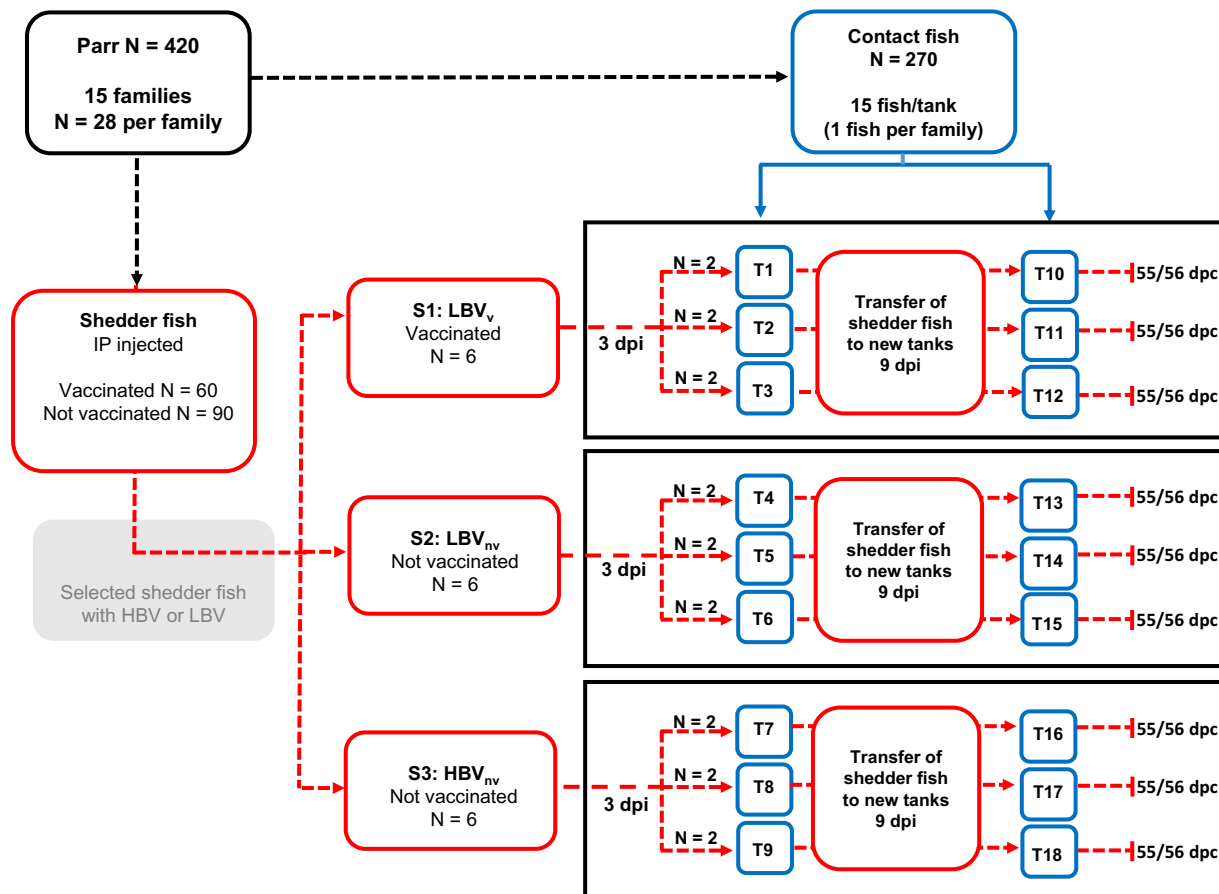 Parr N = 420
15 families
N = 28 per family
Contact fish
N = 270
15 fish/tank
(1 fish per family)
Shedder fish
IP injected
Vaccinated N = 60
Not vaccinated N = 90
Selected shedder fish
with HBV or LBV
S1: LBVv
Vaccinated
N = 6
3 dpi
N = 2
N = 2
N = 2
T1
T2
T3
Transfer of
shedder fish
to new tanks
9 dpi
T10
T11
T12
55/56 dpc
55/56 dpc
55/56 dpc
S2: LBVnv
Not vaccinated
N = 6
3 dpi
N = 2
N = 2
N = 2
T4
T5
T6
Transfer of
shedder fish
to new tanks
9 dpi
T13
T14
T15
55/56 dpc
55/56 dpc
55/56 dpc
S3: HBVnv
Not vaccinated
N = 6
3 dpi
N = 2
N = 2
N = 2
T7
T8
T9
Transfer of
shedder fish
to new tanks
9 dpi
T16
T17
T18
55/56 dpc
55/56 dpc
55/56 dpc